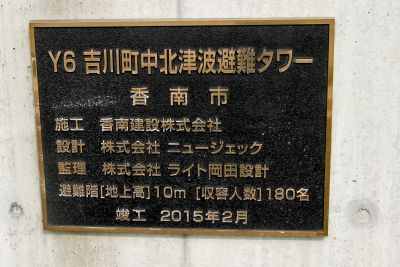 Y6 吉川町中北津波避難タワー
香南市
施工　香南建設株式会社
設計　株式会社 ニュージェック
監理　株式会社 ライト岡田設計
避難階[地上高]10m　[収容人数]180名
竣工　2015年2月